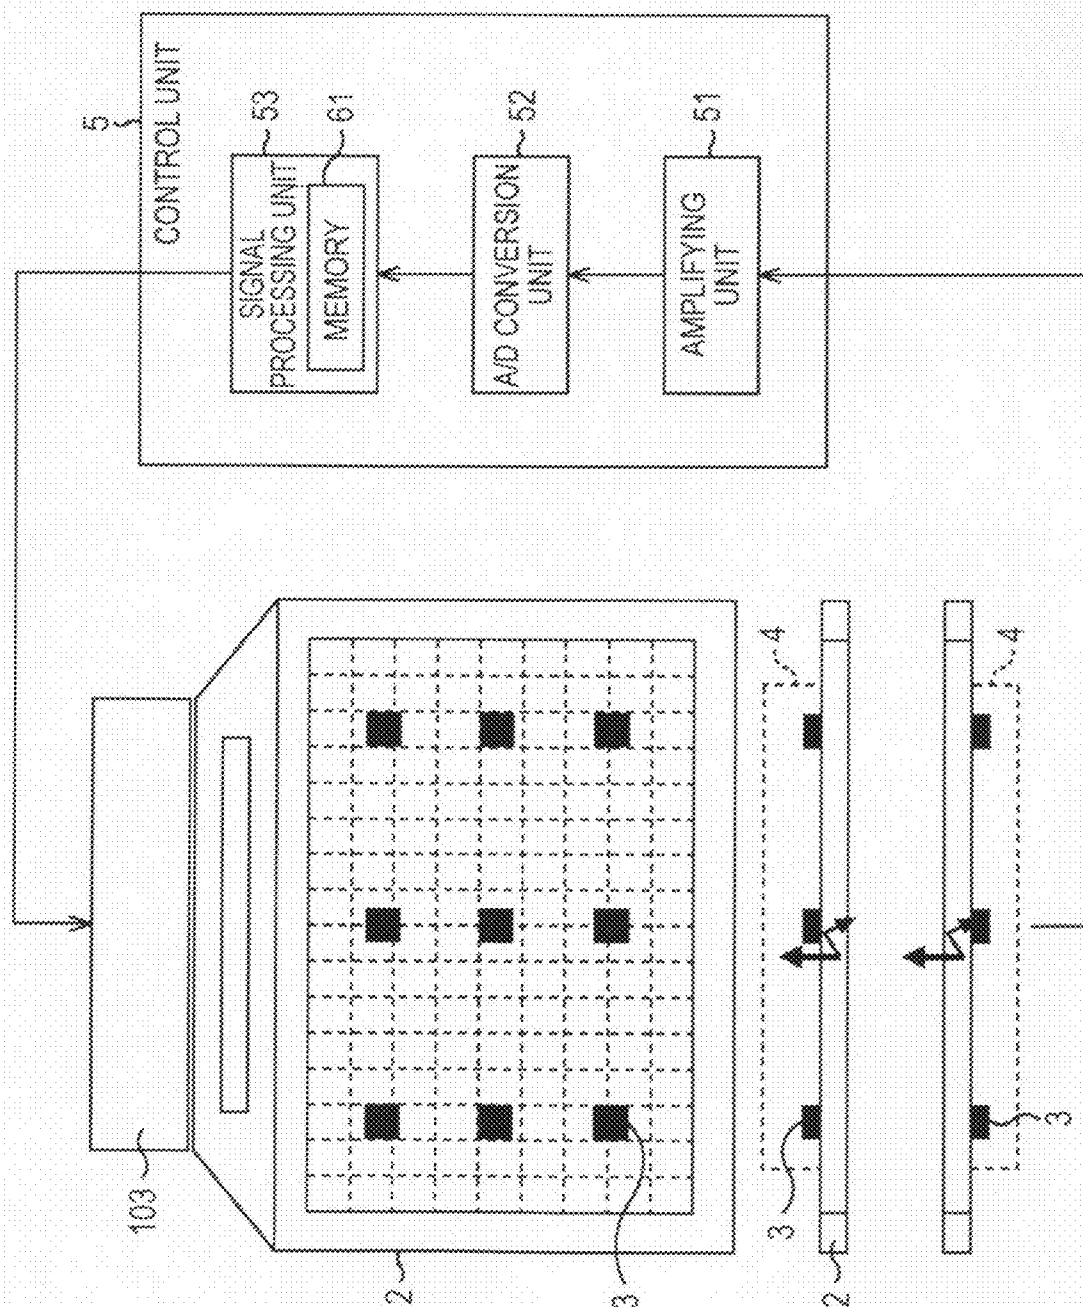 5
CONTROL UNIT
SIGNAL
PROCESSING UNIT
53
MEMORY
61
A/D CONVERSION
UNIT
52
AMPLIFYING
UNIT
51
103
2
3
4
3
2
4
3